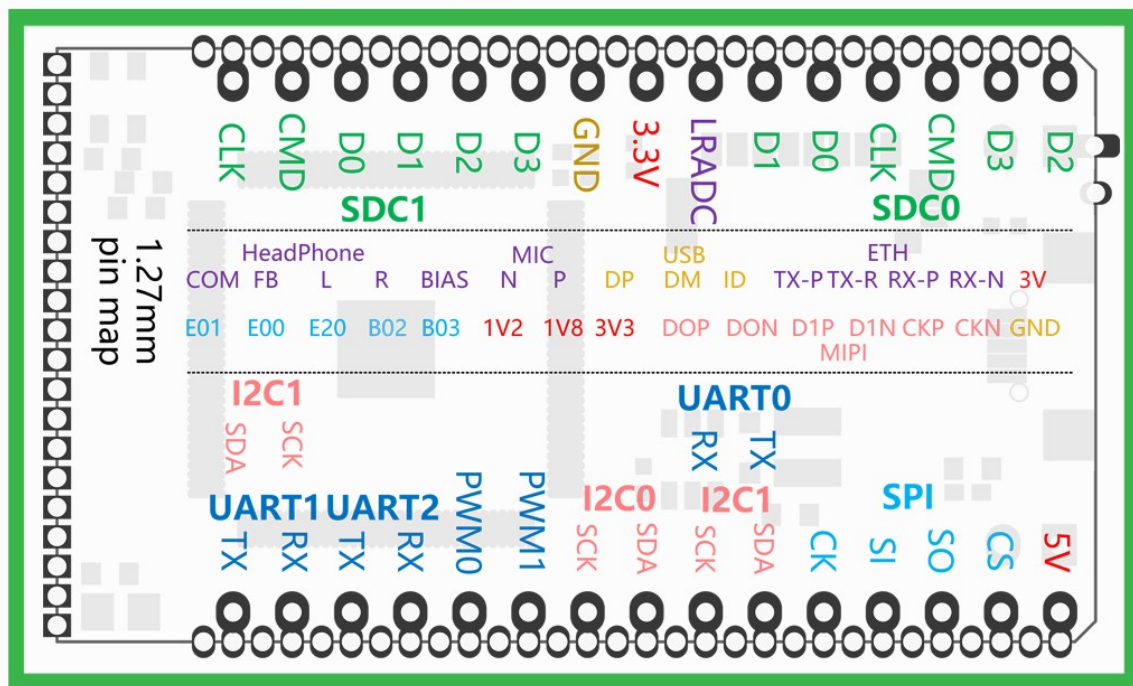 CLK CMD D0 D1 D2 D3 GND 3.3V LRADC D1 D0 CLK CMD D3 D2
SDC1 SDC0
1.27mm
pin map
HeadPhone MIC USB ETH
COM FB L R BIAS N P DP DM ID TX-P TX-R RX-P RX-N 3V
E01 E00 E20 B02 B03 1V2 1V8 3V3 DOP DON D1P D1N CKP CKN GND
MIPI
I2C1 UART0
SDA SCK RX TX
UART1 UART2 PWM0 PWM1 I2C0 I2C1 SPI
TX RX TX RX SCK SDA SCK SDA CK SI SO CS 5V